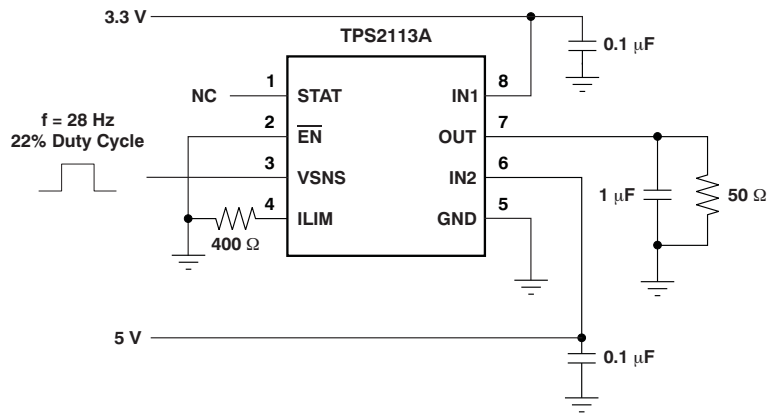 3.3 V
TPS2113A
0.1 μF
NC
1
STAT
IN1
8
f = 28 Hz
22% Duty Cycle
2
EN
OUT
7
3
VSNS
IN2
6
1 μF
50 Ω
4
ILIM
GND
5
400 Ω
5 V
0.1 μF